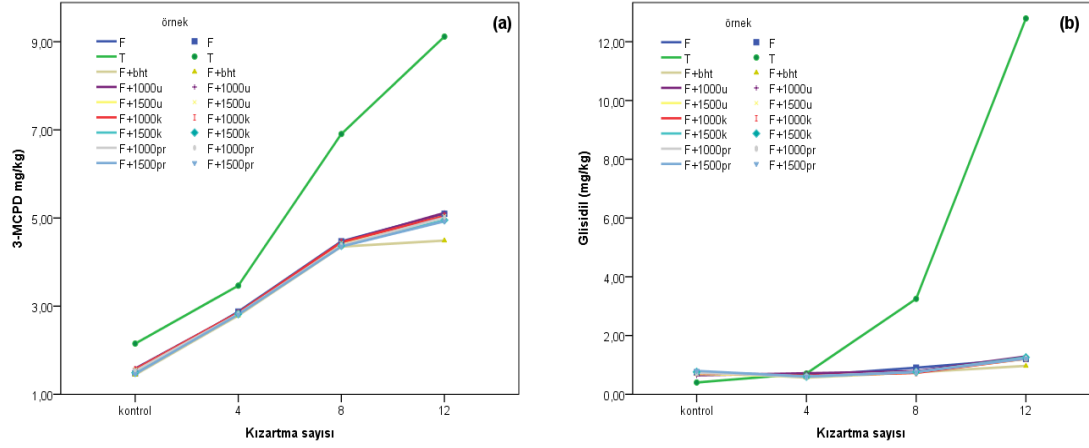 (a)
örnek
F F
T T
F+bht F+bht
F+1000u F+1000u
F+1500u F+1500u
F+1000k F+1000k
F+1500k F+1500k
F+1000pr F+1000pr
F+1500pr F+1500pr
9,00
7,00
5,00
3,00
1,00
3-MCPD mg/kg
kontrol 4 8 12
Kızartma sayısı
(b)
örnek
F F
T T
F+bht F+bht
F+1000u F+1000u
F+1500u F+1500u
F+1000k F+1000k
F+1500k F+1500k
F+1000pr F+1000pr
F+1500pr F+1500pr
12,00
10,00
8,00
6,00
4,00
2,00
0,00
Glisidil (mg/kg)
kontrol 4 8 12
Kızartma sayısı